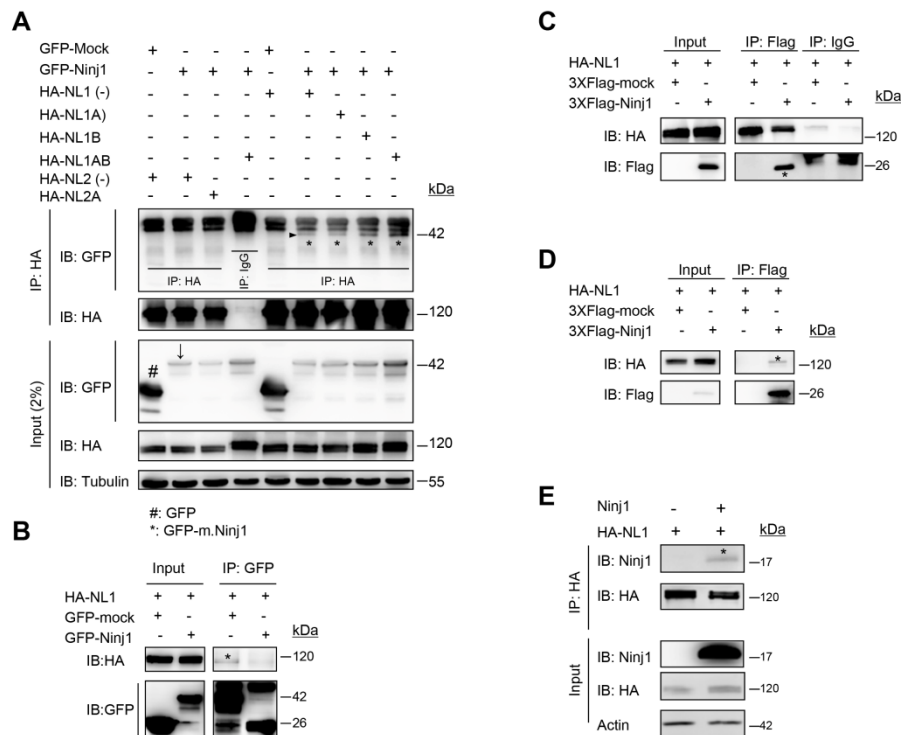 A
GFP-Mock + - - - + - - - -
GFP-Ninj1 - + + + - + + + +
HA-NL1 (-) - - - - + + - - -
HA-NL1A) - - - - - - + - -
HA-NL1B - - - - - - - + -
HA-NL1AB - - - + - - - - +
HA-NL2 (-) + + - - - - - - -
HA-NL2A - - + - - - - - -
kDa
IP: HA
IB: GFP
IP: HA
IP: IgG
IP: HA
* * * *
42
IB: HA
120
Input (2%)
IB: GFP
#
42
IB: HA
120
IB: Tubulin
55
#: GFP
*: GFP-m.Ninj1
B
Input IP: GFP
HA-NL1 + + + +
GFP-mock + - + -
GFP-Ninj1 - + - +
kDa
IB:HA
*
120
IB:GFP
42
26
C
Input IP: Flag IP: IgG
HA-NL1 + + + + + +
3XFlag-mock + - + - + -
3XFlag-Ninj1 - + - + - +
kDa
IB: HA
120
IB: Flag
*
26
D
Input IP: Flag
HA-NL1 + + + +
3XFlag-mock + - + -
3XFlag-Ninj1 - + - +
kDa
IB: HA
*
120
IB: Flag
26
E
Ninj1 - +
HA-NL1 + +
kDa
IP: HA
IB: Ninj1
*
17
IB: HA
120
Input
IB: Ninj1
17
IB: HA
120
Actin
42